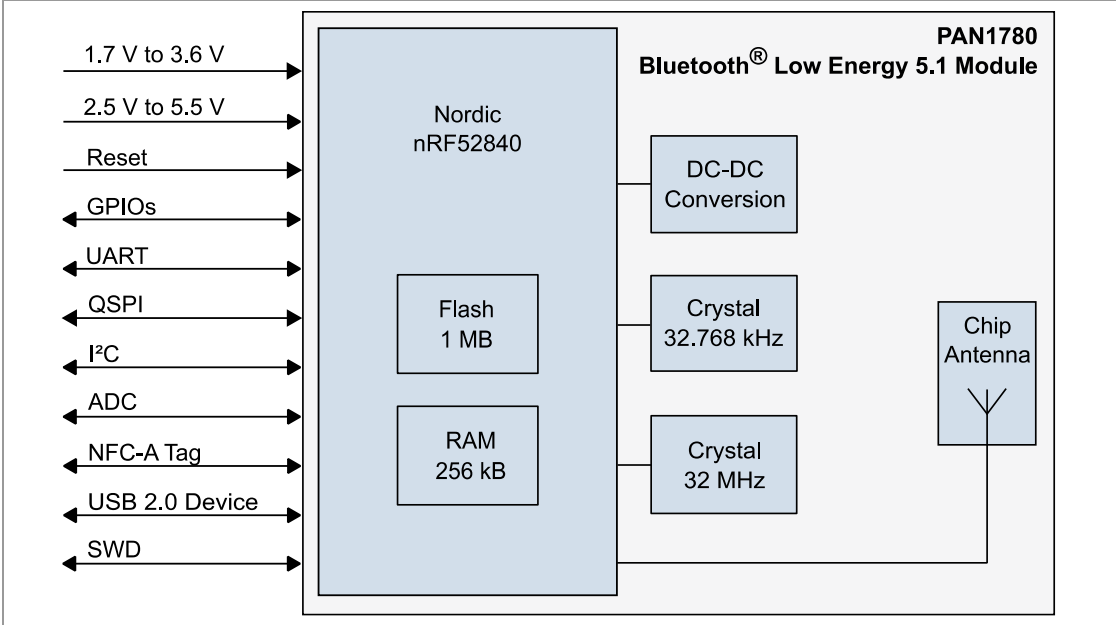 PAN1780
Bluetooth® Low Energy 5.1 Module
1.7 V to 3.6 V
2.5 V to 5.5 V
Reset
GPIOs
UART
QSPI
I²C
ADC
NFC-A Tag
USB 2.0 Device
SWD
Nordic
nRF52840
Flash
1 MB
RAM
256 kB
DC-DC
Conversion
Crystal
32.768 kHz
Crystal
32 MHz
Chip
Antenna